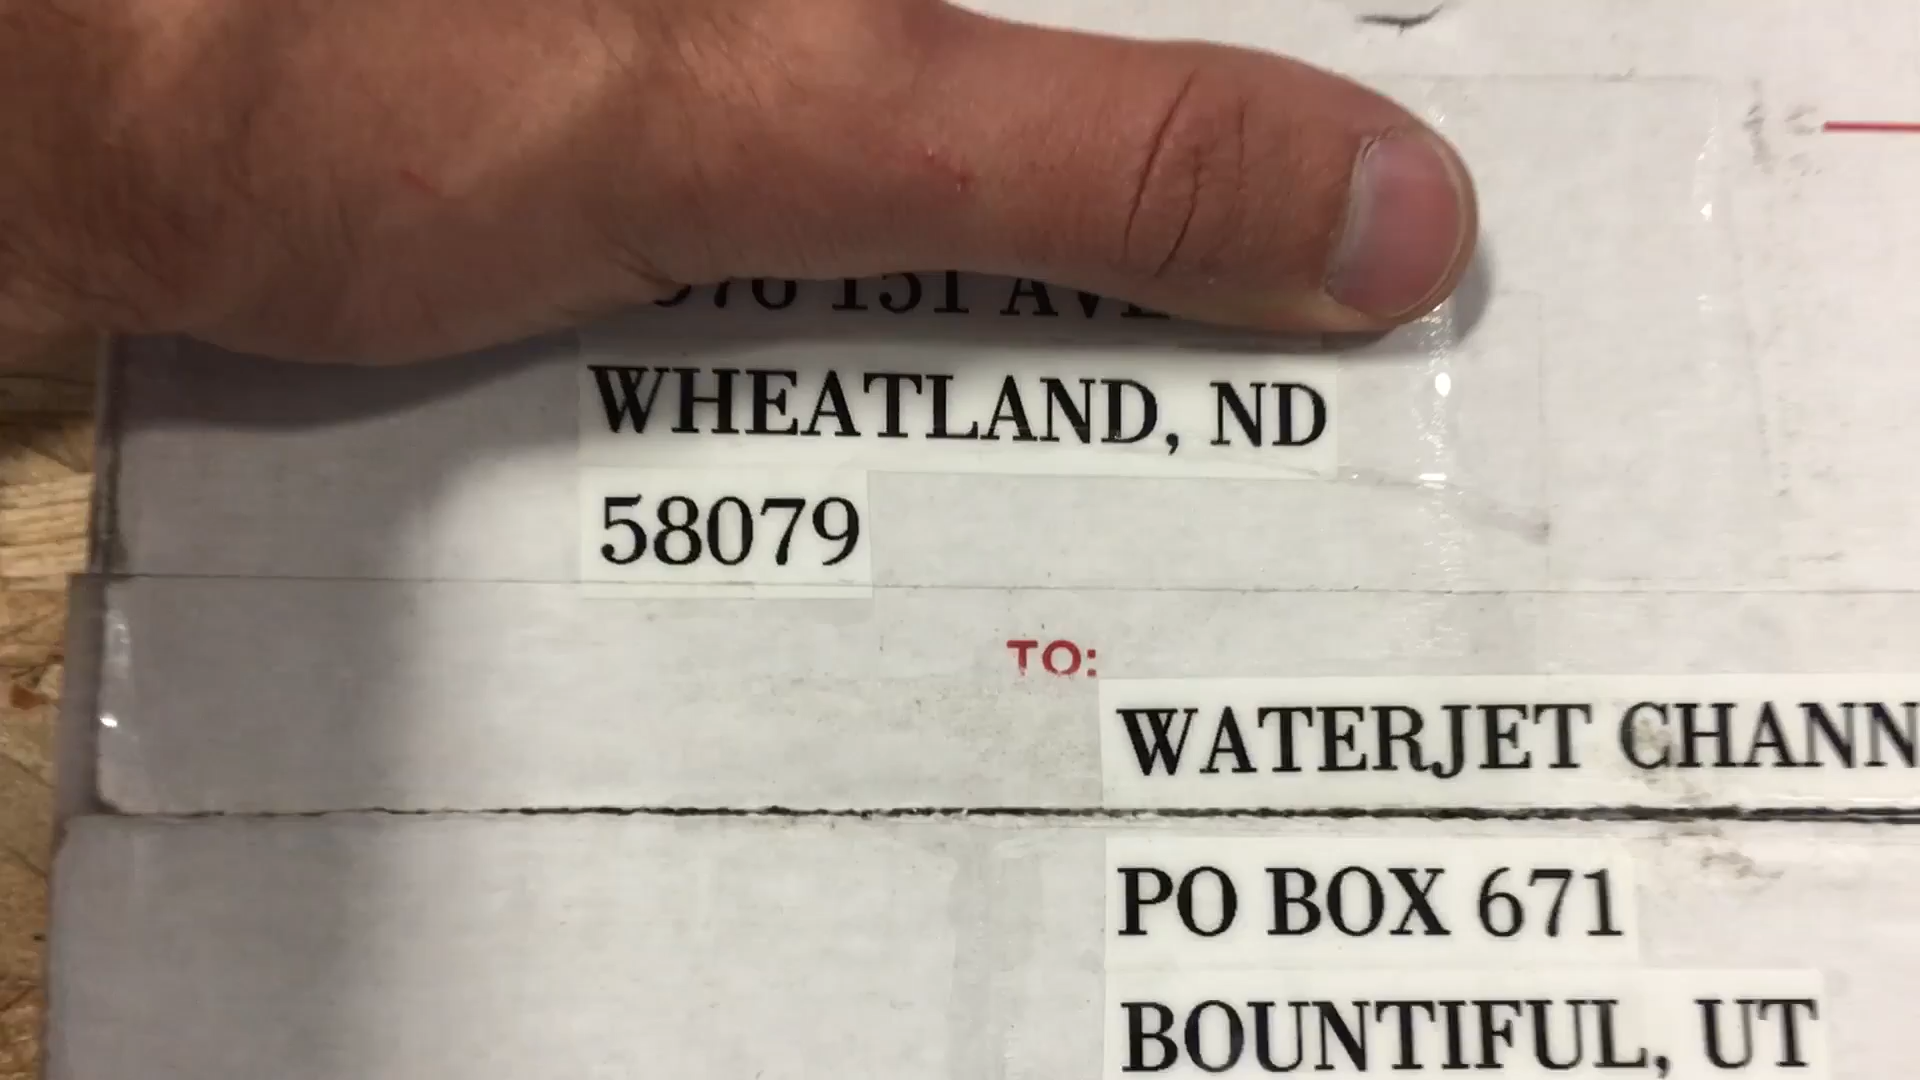 WHEATLAND, ND
58079
TO:
WATERJET CHANN
PO BOX 671
BOUNTIFUL, UT